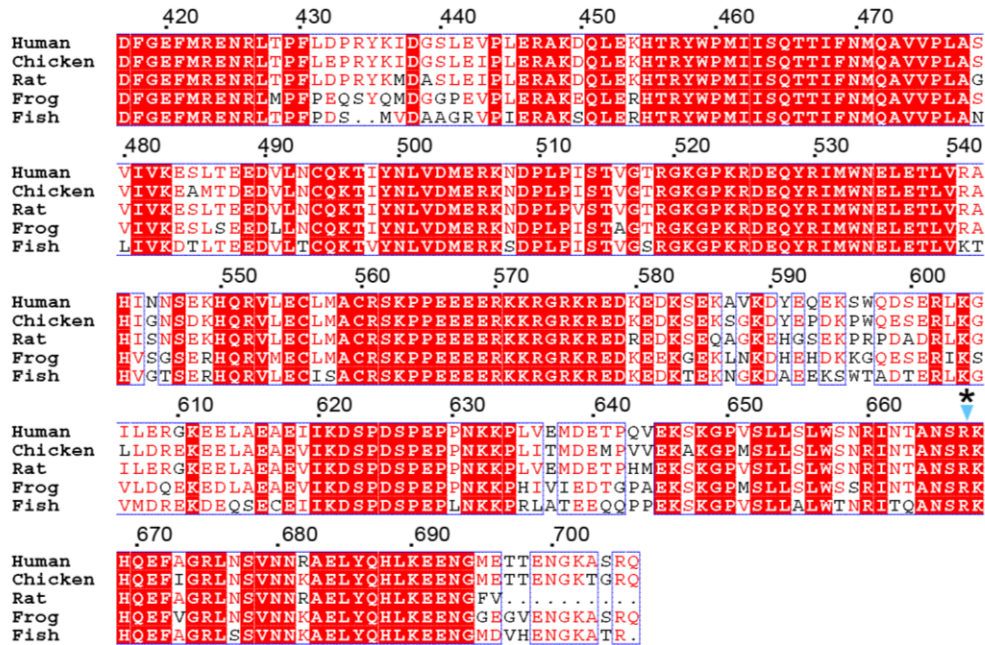 .420 .430 .440 .450 .460 .470
Human DFGEFMRENRLTPFLDPRYKIDGSLEVPLERAKDQLEKHTRYWPMIISQTTIFNMQAVVPLAS
Chicken DFGEFMRENRLTPFLEPRYKIDGSLEIPLERAKDQLEKHTRYWPMIISQTTIFNMQAVVPLAS
Rat DFGEFMRENRLTPFLEPRYKMDASLEIPLERAKDQLEKHTRYWPMIISQTTIFNMQAVVPLAG
Frog DFGEFMRENRLMPFPEQSYQMDGGPEVPLERAKEQLERHTRYWPMIISQTTIFNMQAVVPLAS
Fish DFGEFMRENRLTPFPDS..MVDAAGRVPIERAKSQLERHTRYWPMIISQTTIFNMQAVVPLAN
.480 .490 .500 .510 .520 .530 .540
Human VIVKESLTEEDVLNCQKTIYNLVDMERKNDPLPISTVGTRGKGPKRDEQYRIMWNELETLVRA
Chicken VIVKEAMTDEDVLNCQKTIYNLVDMERKNDPLPISTVGTRGKGPKRDEQYRIMWNELETLVRA
Rat VIVKESLTEEDVLNCQKTIYNLVDMERKNDPLPVSTVGTRGKGPKRDEQYRIMWNELETLVRA
Frog VIVKESLSEEDLLNCQKTIYNLVDMERKNDPLPISTAGTRGKGPKRDEQYRIMWNELETLVRA
Fish LIVKDTLTEEDVLTCQKTVYNLVDMERKSDPLPISTVGSRGKGPKRDEQYRIMWNELETLVKT
.550 .560 .570 .580 .590 .600
Human HINNSEKHQRVLECLMACRSKPPEEEERKKRGRKREDKEDKSEKAVKDYEQEKSWQDSERLKG
Chicken HIGNSDKHQRVLECLMACRSKPPEEEERKKRGRKREDKEDKSEKSGKDYEPDKPWQESERLKG
Rat HISNSEKHQRVLECLMACRSKPPEEEERKKRGRKREDREDKSEQAGKEHGSEKPRPDADRLKG
Frog HVSGSERHQRVMECLMACRSKPPEEEERKKRGRKREDKEEKGEKLNKDHEHDKKGQESERIKS
Fish HVGTSERHQRVLECISACRSKPPEEEERKKRGRKREDKEDKTEKNGKDAEEKSWTADTERLKG
*
.610 .620 .630 .640 .650 .660
Human ILERGKEELAEAEIIKDSPDSPEPPNKKPLVEMDETPQVEKSKGPVSLLSLWSNRINTANSRK
Chicken LLDREKEELAEAEVIKDSPDSPEPPNKKPLITMDEMPVVEKAKGPMSLLSLWSNRINTANSRK
Rat ILERGKEELAEAEVIKDSPDSPEPPNKKPLVEMDETPHMEKSKGPVSLLSLWSNRINTANSRK
Frog VLDQEKEDLAEAEVIKDSPDSPEPPNKKPHIVIEDTGPAEKSKGPMSLLSLWSSRINTANSRK
Fish VMDREKDEQSECEIIKDSPDSPEPLNKKPRLATEEQQPPEKSKGPVSLLALWTNRITQANSRK
.670 .680 .690 .700
Human HQEFAGRLNSVNNRAELYQHLKEENGMETTENGKASRQ
Chicken HQEFIGRLNSVNNKAELYQHLKEENGMETTENGKTGRQ
Rat HQEFAGRLNSVNNRAELYQHLKEENGFV..........
Frog HQEFVGRLNSVNNKAELYQHLKEENGGEGVENGKASRQ
Fish HQEFAGRLSSVNNKAELYQHLKEENGMDVHENGKATR.